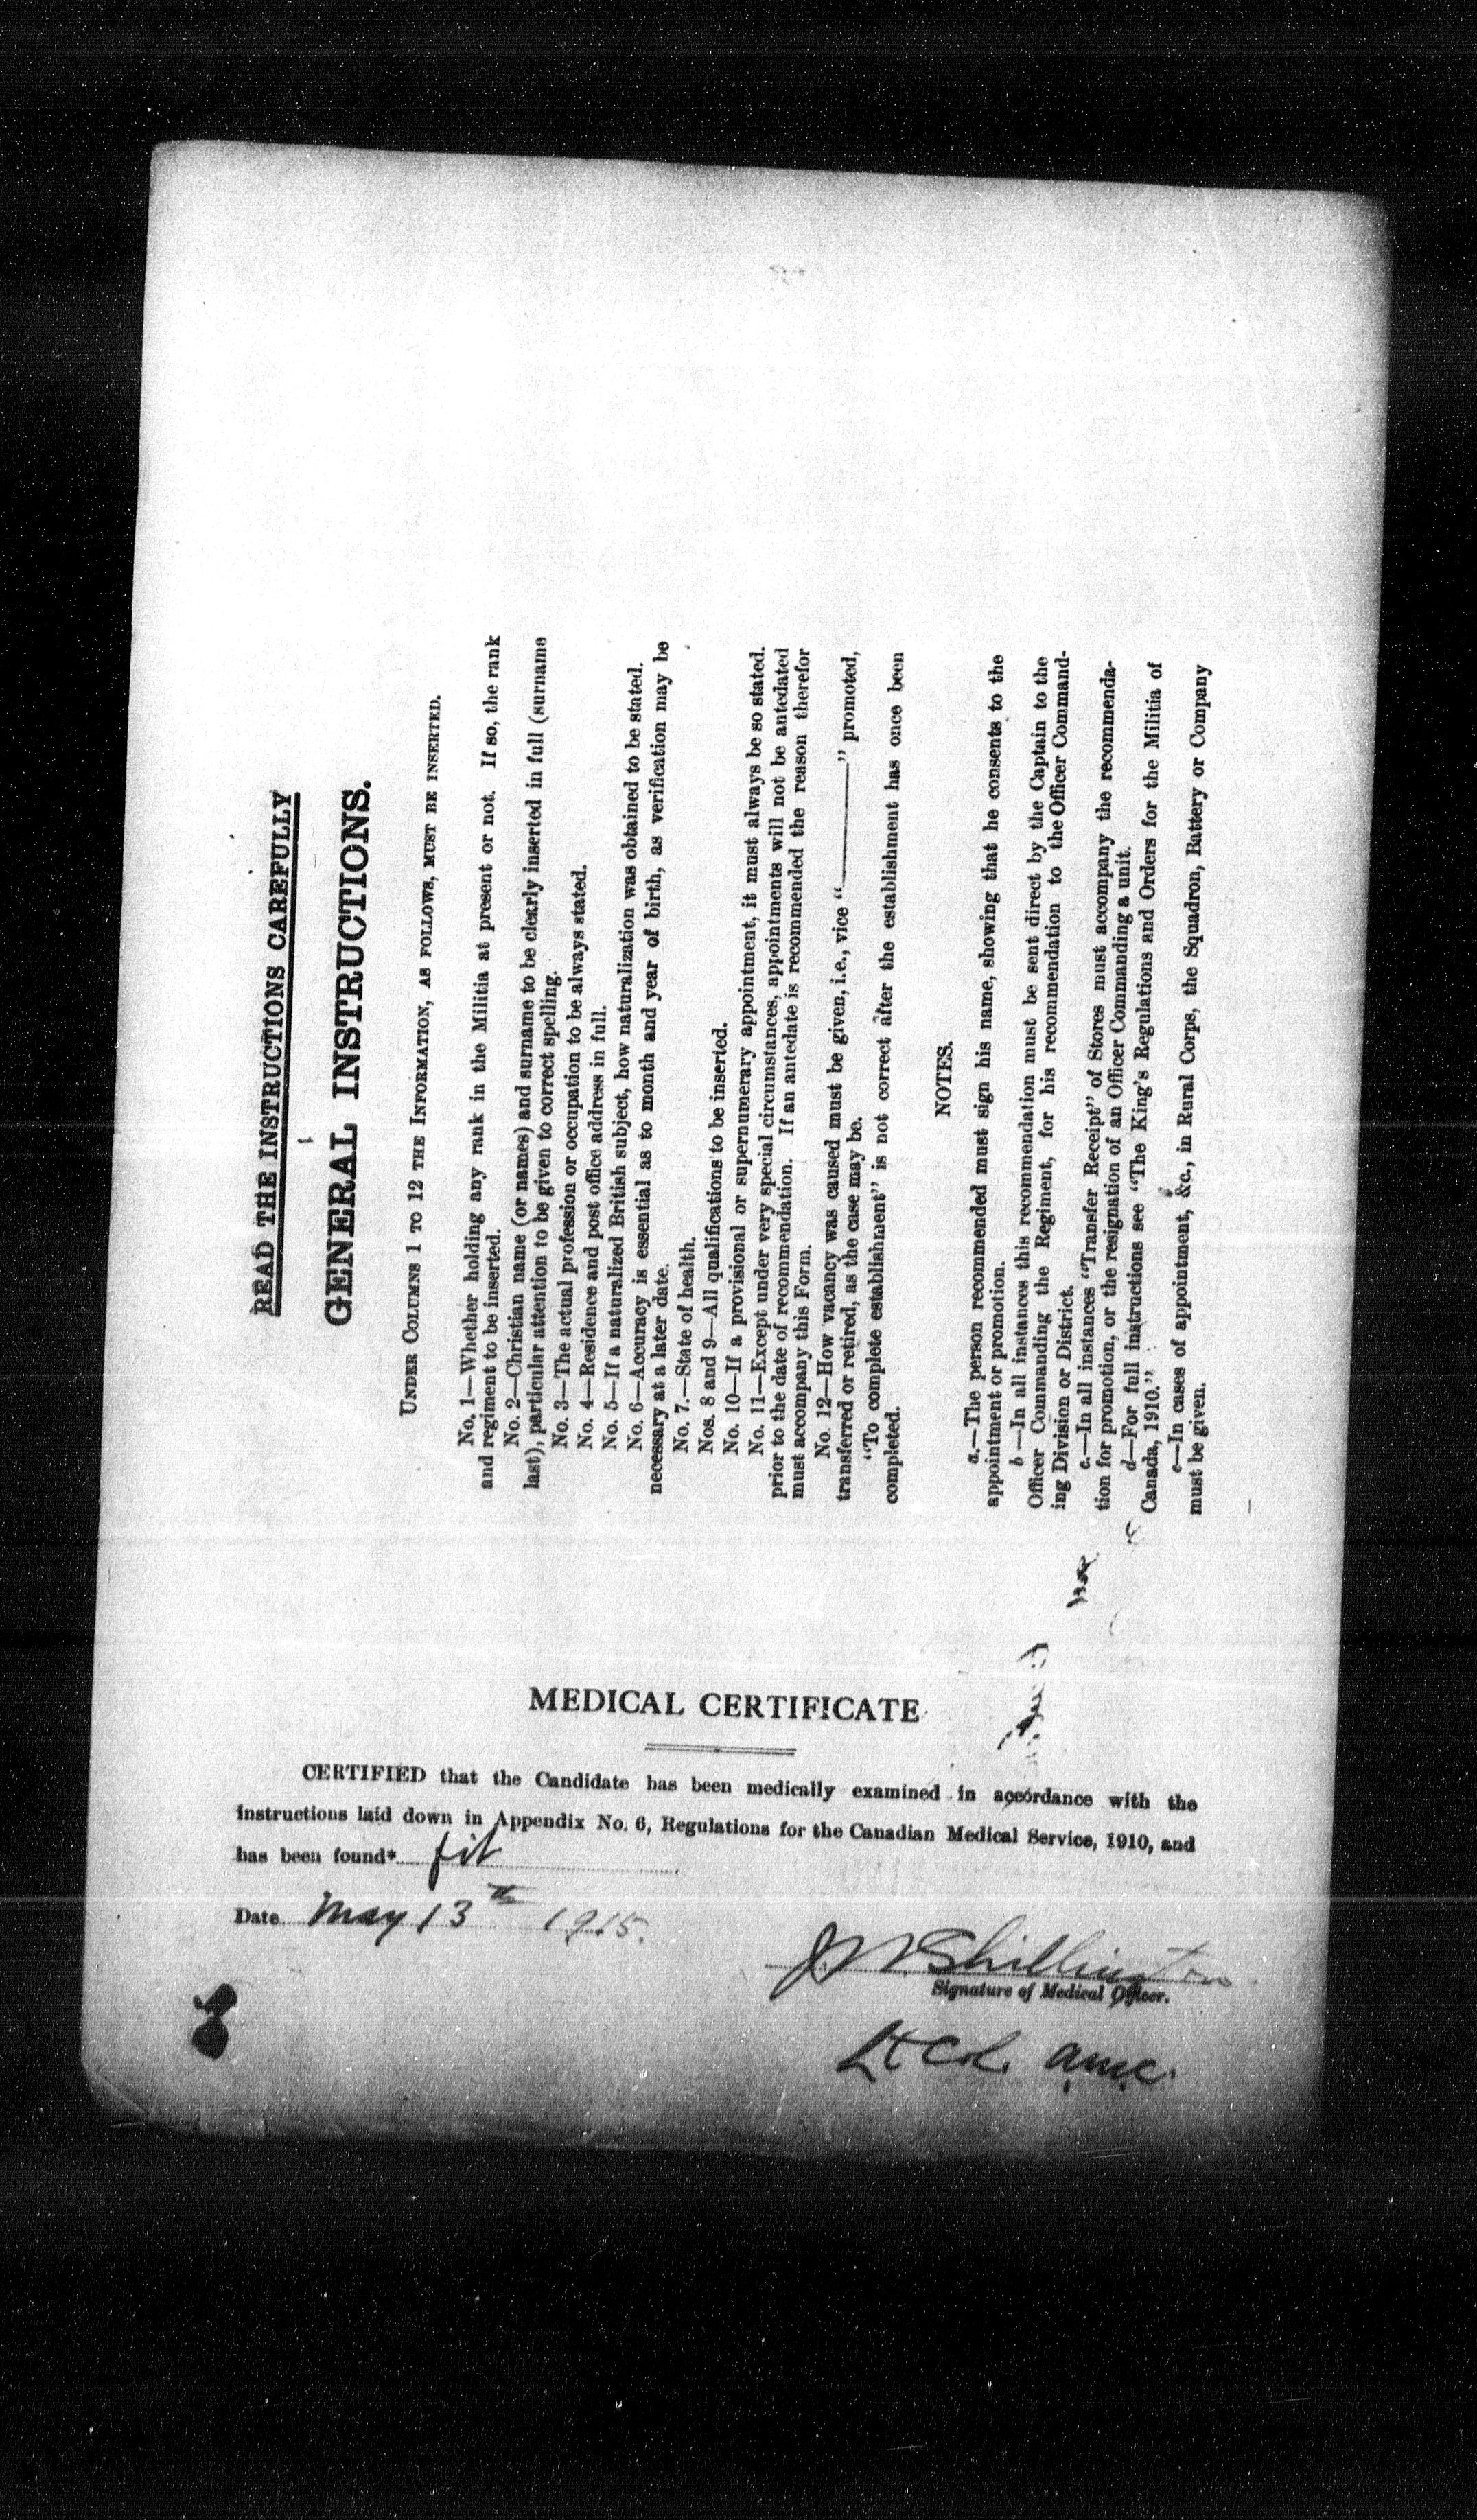 READ THE INSTRUCTIONS CAREFULLY
GENERAL INSTRUCTIONS.
UNDER COLUMNS 1 TO 12 THE INFORMATION, AS FOLLOWS, MUST BE INSERTED.
No. 1—Whether holding any rank in the Militia at present or not. If so, the rank
and regiment to be inserted.
No. 2—Christian name (or names) and surname to be clearly inserted in full (surname
last), particular attention to be given to correct spelling.
No. 3—The actual profession or occupation to be always stated.
No. 4—Residence and post office address in full.
No. 5—If a naturalized British subject, how naturalization was obtained to be stated.
No. 6—Accuracy is essential as to month and year of birth, as verification may be
necessary at a later date.
No. 7.—State of health.
Nos. 8 and 9—All qualifications to be inserted.
No. 10—If a provisional or supernumerary appointment, it must always be so stated.
No. 11—Except under very special circumstances, appointments will not be antedated
prior to the date of recommendation. If an antedate is recommended the reason therefor
must accompany this Form.
No. 12—How vacancy was caused must be given, i.e., vice "————" promoted,
transferred or retired, as the case may be.
"To complete establishment" is not correct after the establishment has once been
completed.
NOTES.
a.—The person recommended must sign his name, showing that he consents to the
appointment or promotion.
b—In all instances this recommendation must be sent direct by the Captain to the
Officer Commanding the Regiment, for his recommendation to the Officer Command-
ing Division or District.
c.—In all instances "Transfer Receipt" of Stores must accompany the recommenda-
tion for promotion, or the resignation of an Officer Commanding a unit.
d—For full instructions see "The King's Regulations and Orders for the Militia of
Canada, 1910."
e—In cases of appointment, &c., in Rural Corps, the Squadron, Battery or Company
must be given.
MEDICAL CERTIFICATE
CERTIFIED that the Candidate has been medically examined in accordance with the
instructions laid down in Appendix No. 6, Regulations for the Canadian Medical Service, 1910, and
has been found* fit
Date May 13th 1915.
Shillington
Signature of Medical Officer.
Lt Col. a.m.c.